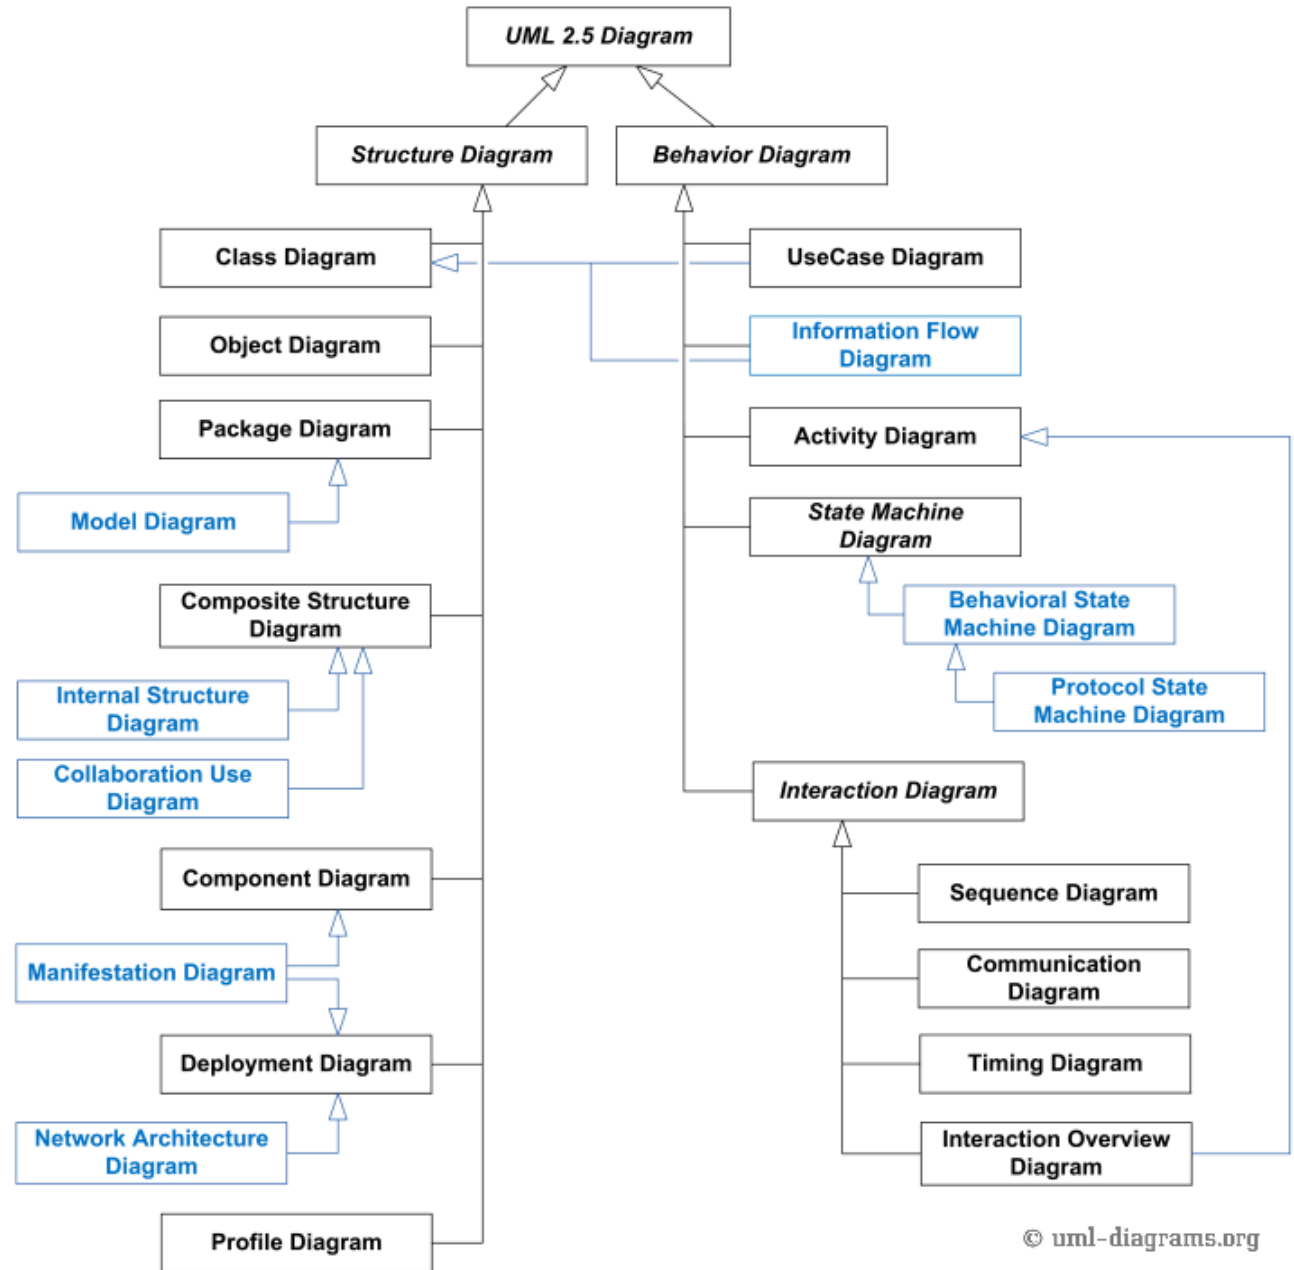 UML 2.5 Diagram
Structure Diagram
Behavior Diagram
Class Diagram
UseCase Diagram
Object Diagram
Information Flow
Diagram
Package Diagram
Activity Diagram
Model Diagram
State Machine
Diagram
Composite Structure
Diagram
Behavioral State
Machine Diagram
Internal Structure
Diagram
Protocol State
Machine Diagram
Collaboration Use
Diagram
Interaction Diagram
Component Diagram
Sequence Diagram
Manifestation Diagram
Communication
Diagram
Deployment Diagram
Timing Diagram
Network Architecture
Diagram
Interaction Overview
Diagram
Profile Diagram
© uml-diagrams.org